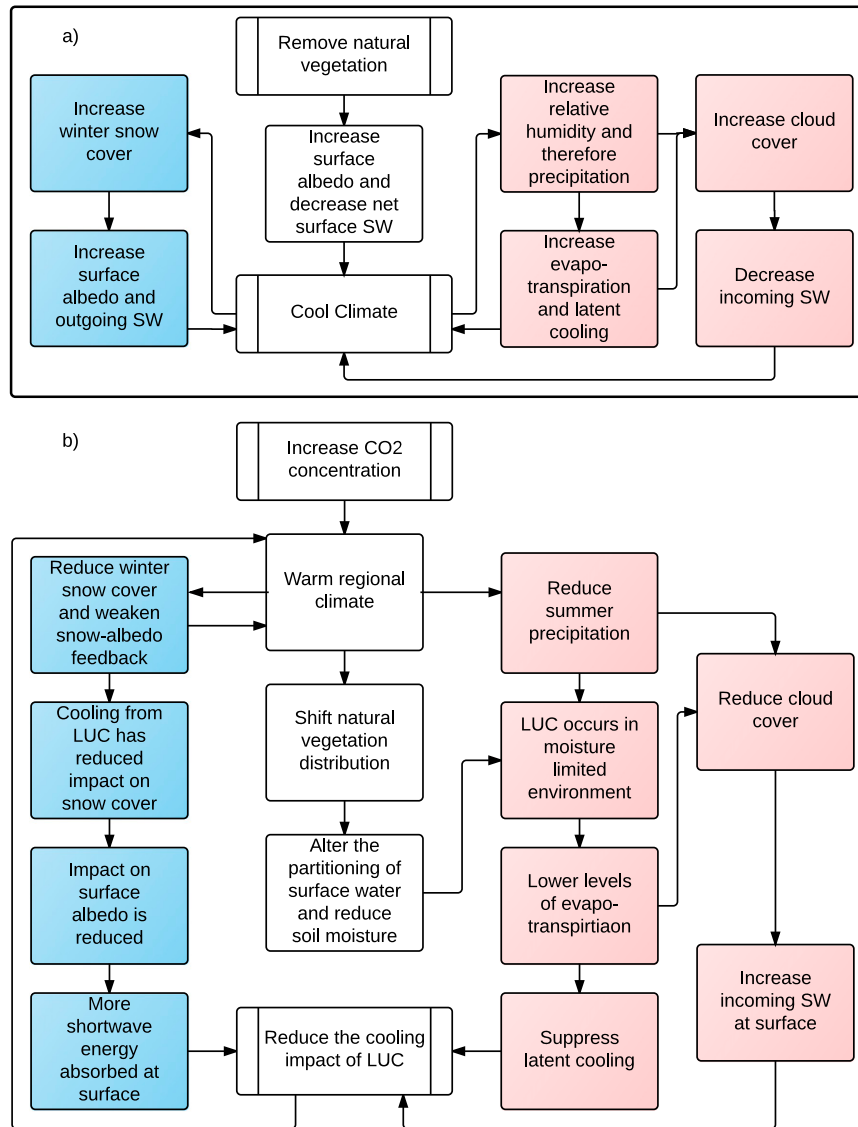 a)
Remove natural
vegetation
Increase
winter snow
cover
Increase
surface
albedo and
outgoing SW
Increase
surface
albedo and
decrease net
surface SW
Cool Climate
Increase
relative
humidity and
therefore
precipitation
Increase
evapo-
transpiration
and latent
cooling
Increase cloud
cover
Decrease
incoming SW
b)
Increase CO2
concentration
Warm regional
climate
Reduce winter
snow cover
and weaken
snow-albedo
feedback
Cooling from
LUC has
reduced
impact on
snow cover
Impact on
surface
albedo is
reduced
More
shortwave
energy
absorbed at
surface
Shift natural
vegetation
distribution
Alter the
partitioning of
surface water
and reduce
soil moisture
Reduce the cooling
impact of LUC
Reduce
summer
precipitation
LUC occurs in
moisture
limited
environment
Lower levels
of evapo-
transpirtiaon
Suppress
latent cooling
Reduce cloud
cover
Increase
incoming SW
at surface